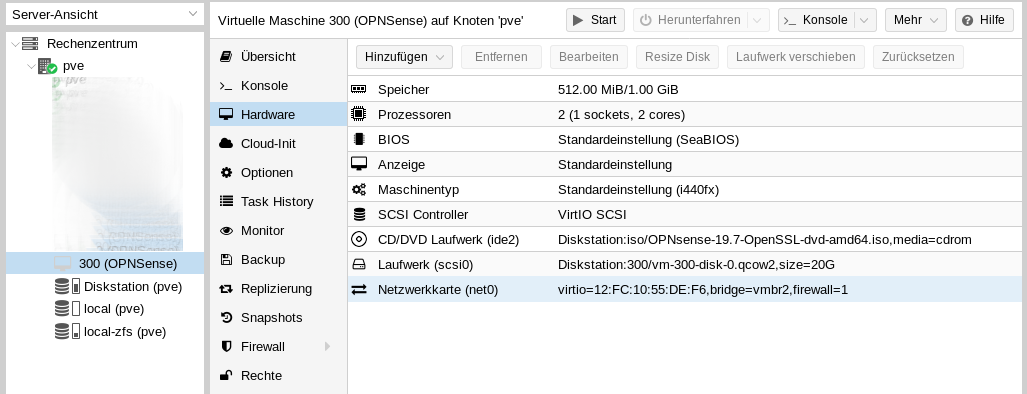 Server-Ansicht
Rechenzentrum
pve
300 (OPNSense)
Diskstation (pve)
local (pve)
local-zfs (pve)
Virtuelle Maschine 300 (OPNSense) auf Knoten 'pve'
Start
Herunterfahren
Konsole
Mehr
Hilfe
Übersicht
Konsole
Hardware
Cloud-Init
Optionen
Task History
Monitor
Backup
Replizierung
Snapshots
Firewall
Rechte
Hinzufügen
Entfernen
Bearbeiten
Resize Disk
Laufwerk verschieben
Zurücksetzen
Speicher 512.00 MiB/1.00 GiB
Prozessoren 2 (1 sockets, 2 cores)
BIOS Standardeinstellung (SeaBIOS)
Anzeige Standardeinstellung
Maschinentyp Standardeinstellung (i440fx)
SCSI Controller VirtIO SCSI
CD/DVD Laufwerk (ide2) Diskstation:iso/OPNsense-19.7-OpenSSL-dvd-amd64.iso,media=cdrom
Laufwerk (scsi0) Diskstation:300/vm-300-disk-0.qcow2,size=20G
Netzwerkkarte (net0) virtio=12:FC:10:55:DE:F6,bridge=vmbr2,firewall=1